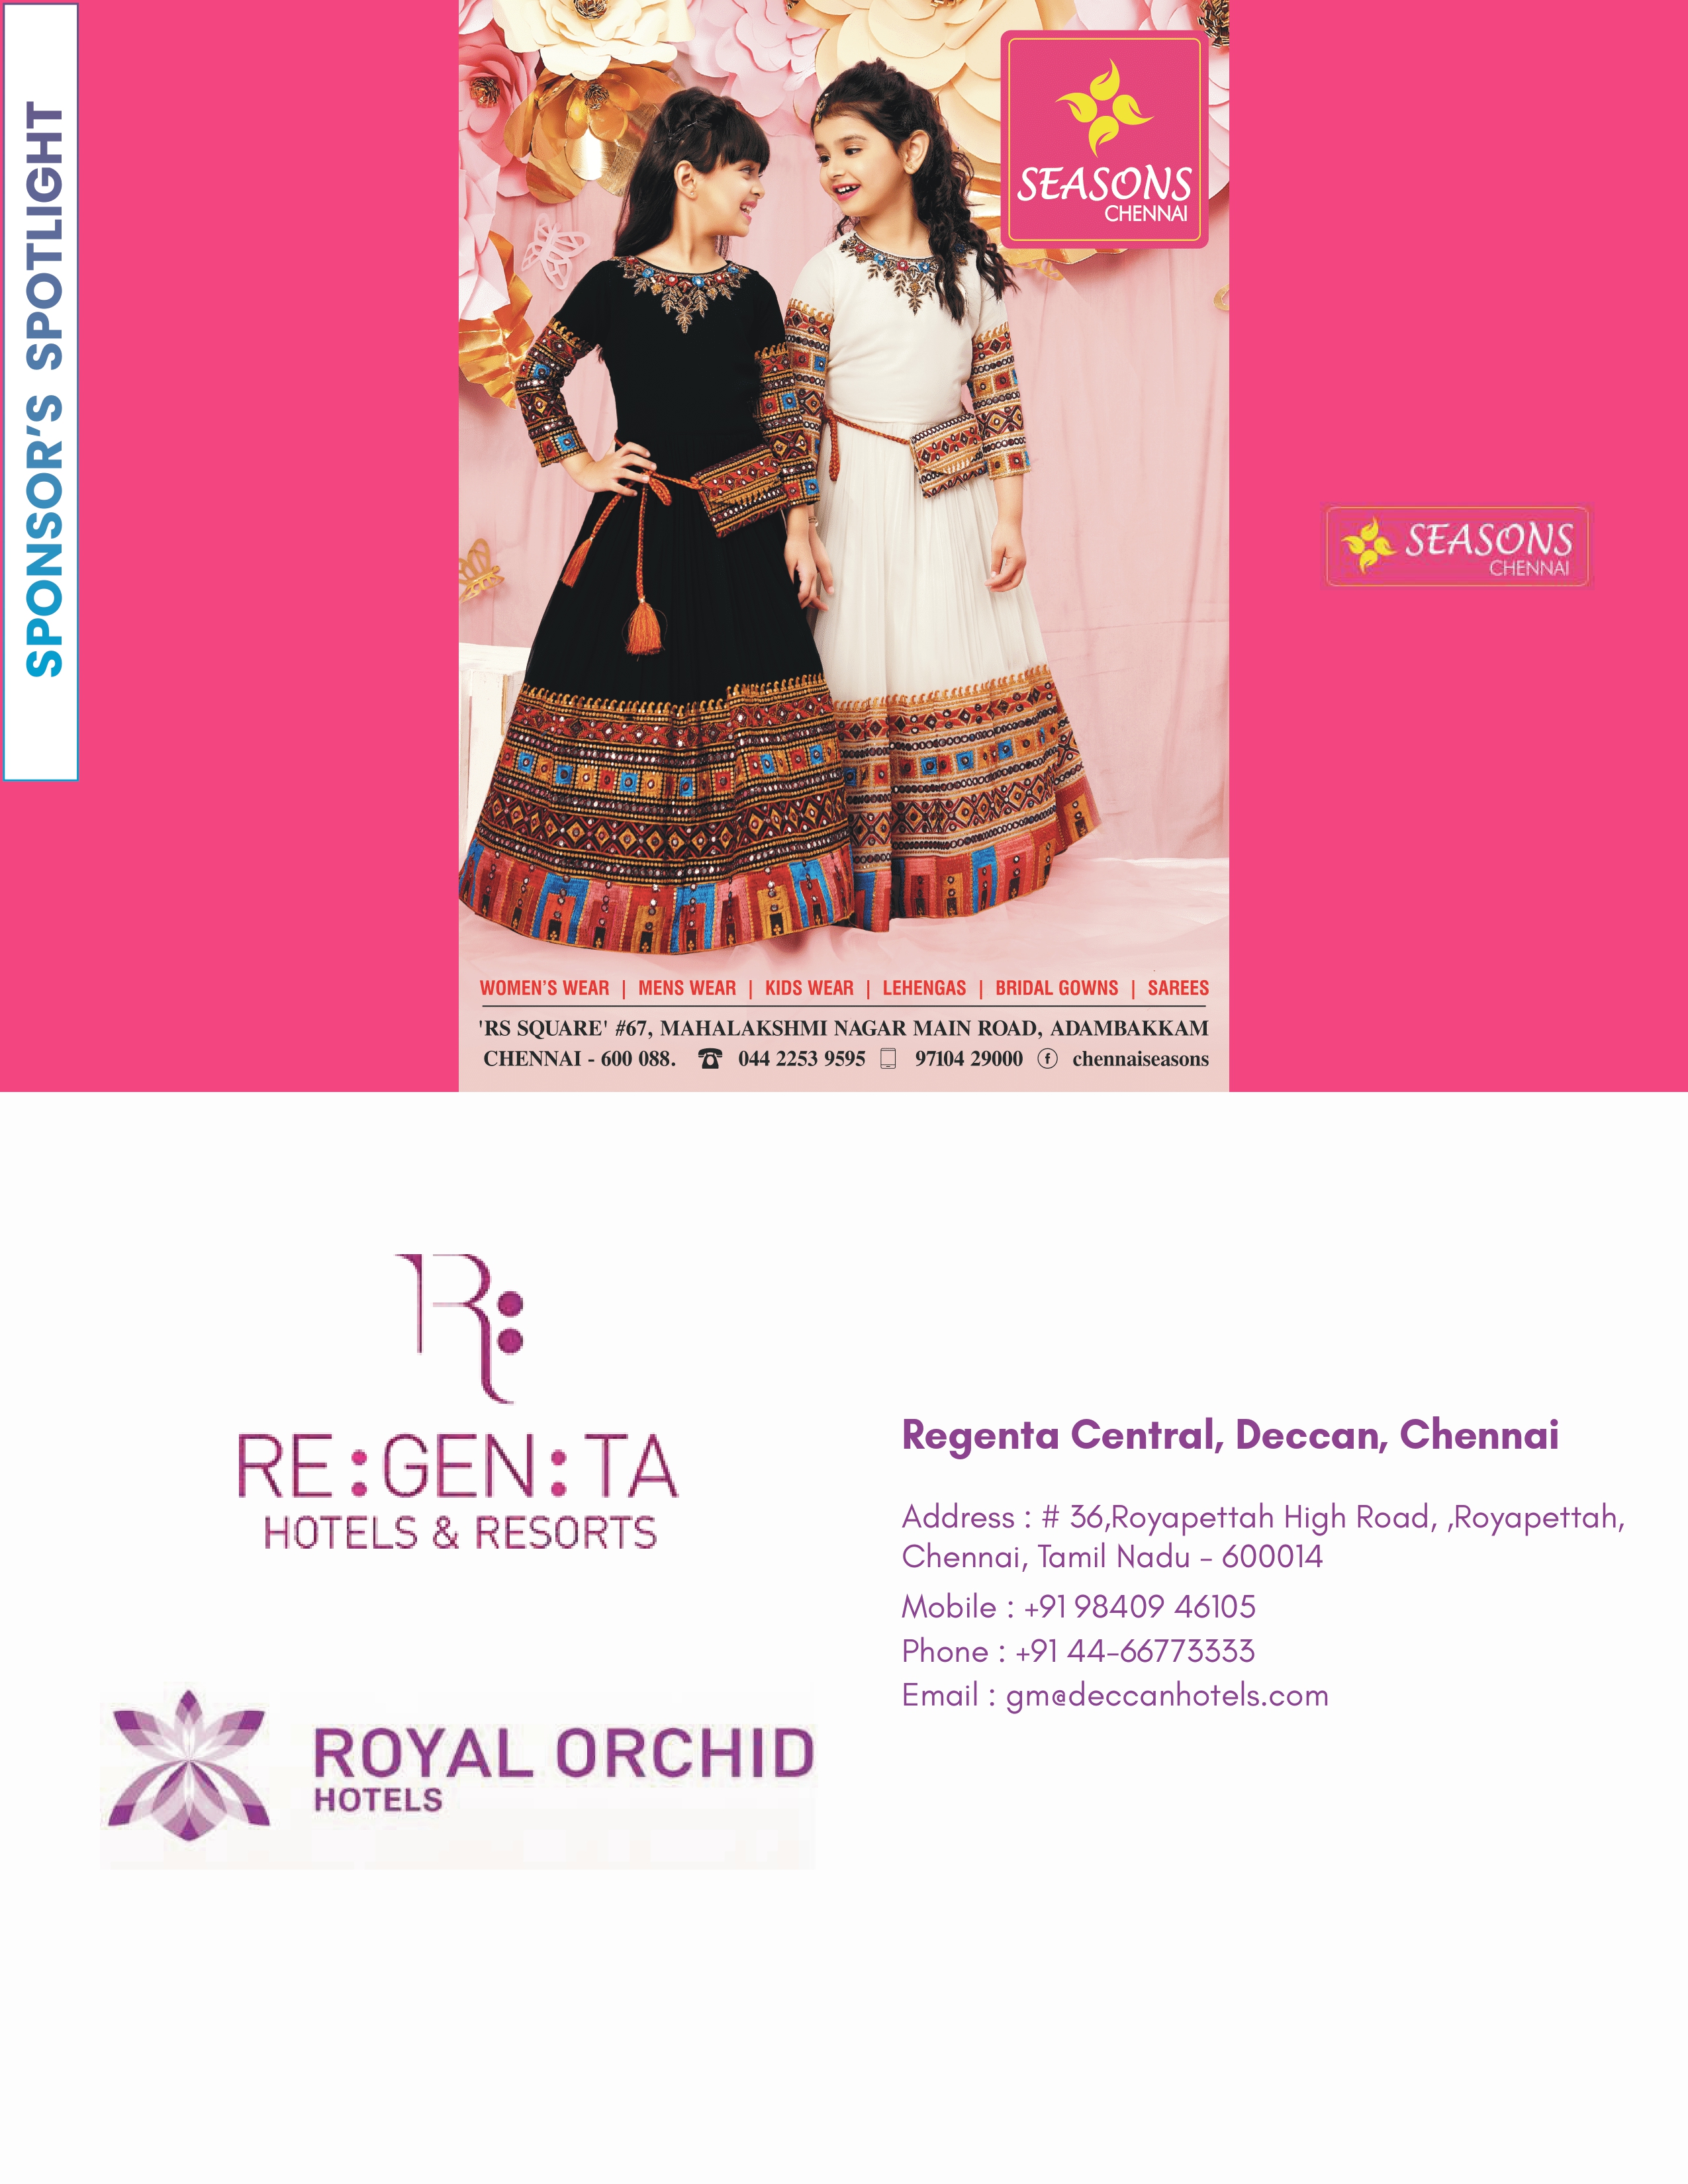 SPONSOR'S SPOTLIGHT
SEASONS
CHENNAI
SEASONS
CHENNAI
WOMEN'S WEAR | MENS WEAR | KIDS WEAR | LEHENGAS | BRIDAL GOWNS | SAREES
'RS SQUARE' #67, MAHALAKSHMI NAGAR MAIN ROAD, ADAMBAKKAM
CHENNAI - 600 088. 044 2253 9595 97104 29000 chennaiseasons
R:
RE:GEN:TA
HOTELS & RESORTS
ROYAL ORCHID
HOTELS
Regenta Central, Deccan, Chennai
Address : # 36,Royapettah High Road, ,Royapettah,
Chennai, Tamil Nadu - 600014
Mobile : +91 98409 46105
Phone : +91 44-66773333
Email : gm@deccanhotels.com